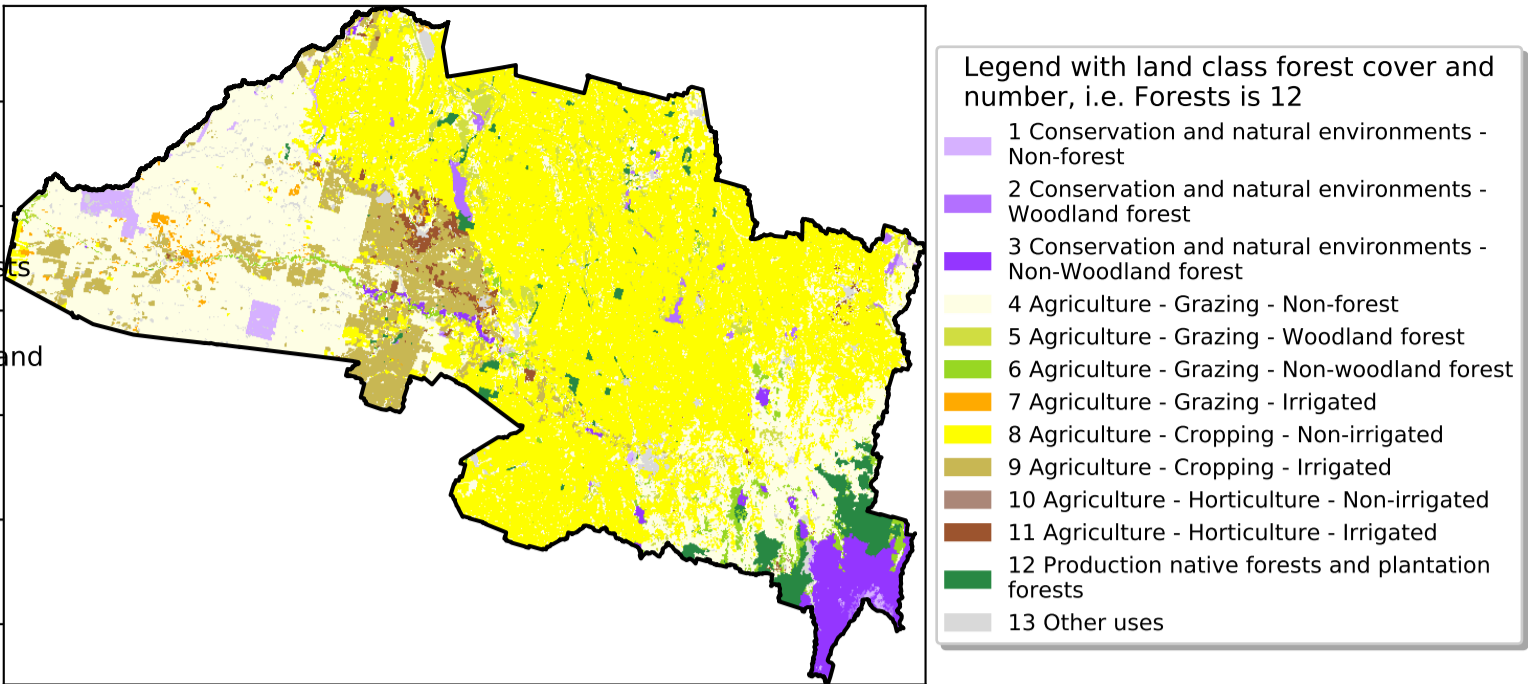 Legend with land class forest cover and
number, i.e. Forests is 12
1 Conservation and natural environments -
Non-forest
2 Conservation and natural environments -
Woodland forest
3 Conservation and natural environments -
Non-Woodland forest
4 Agriculture - Grazing - Non-forest
5 Agriculture - Grazing - Woodland forest
6 Agriculture - Grazing - Non-woodland forest
7 Agriculture - Grazing - Irrigated
8 Agriculture - Cropping - Non-irrigated
9 Agriculture - Cropping - Irrigated
10 Agriculture - Horticulture - Non-irrigated
11 Agriculture - Horticulture - Irrigated
12 Production native forests and plantation
forests
13 Other uses
sts
and